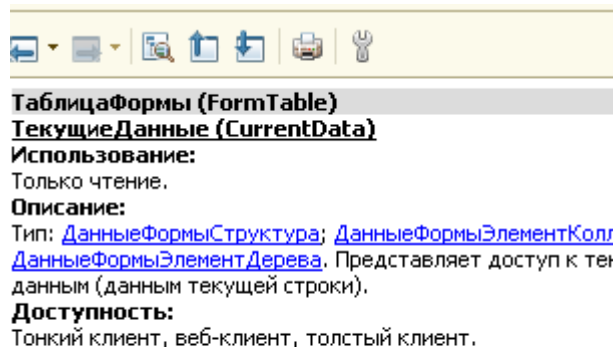 ТаблицаФормы (FormTable)
ТекущиеДанные (CurrentData)
Использование:
Только чтение.
Описание:
Тип: ДанныеФормыСтруктура; ДанныеФормыЭлементКолл
ДанныеФормыЭлементДерева. Представляет доступ к тек
данным (данным текущей строки).
Доступность:
Тонкий клиент, веб-клиент, толстый клиент.